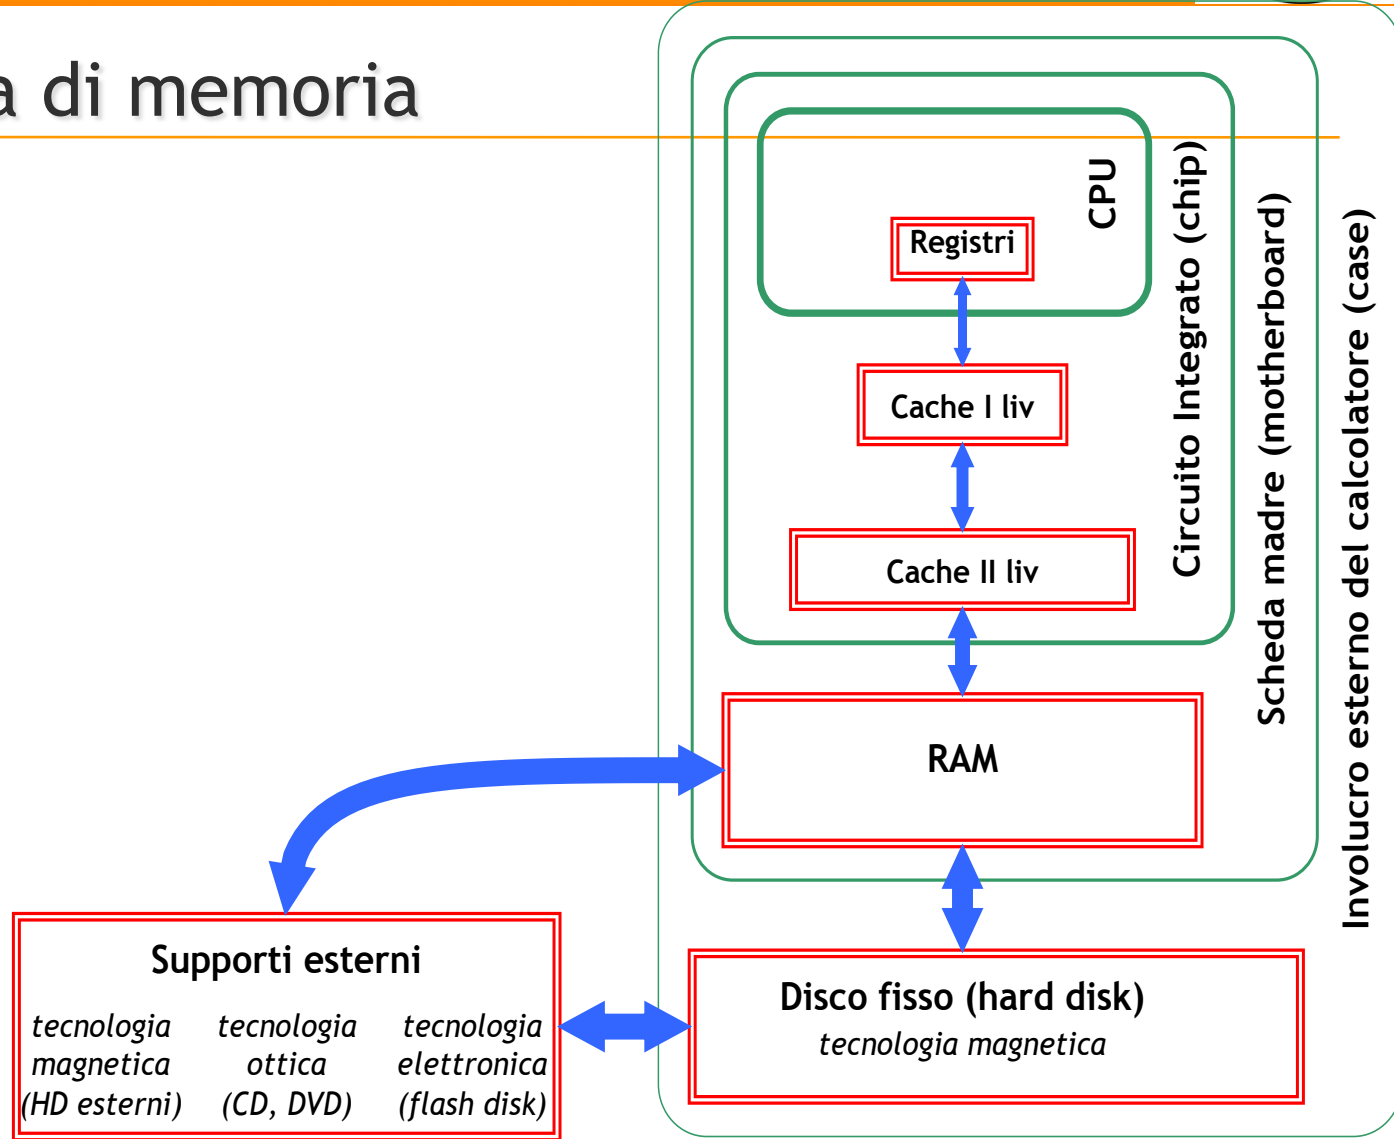 a di memoria
CPU
Circuito Integrato (chip)
Scheda madre (motherboard)
Involucro esterno del calcolatore (case)
Registri
Cache I liv
Cache II liv
RAM
Supporti esterni
tecnologia
magnetica
(HD esterni)
tecnologia
ottica
(CD, DVD)
tecnologia
elettronica
(flash disk)
Disco fisso (hard disk)
tecnologia magnetica